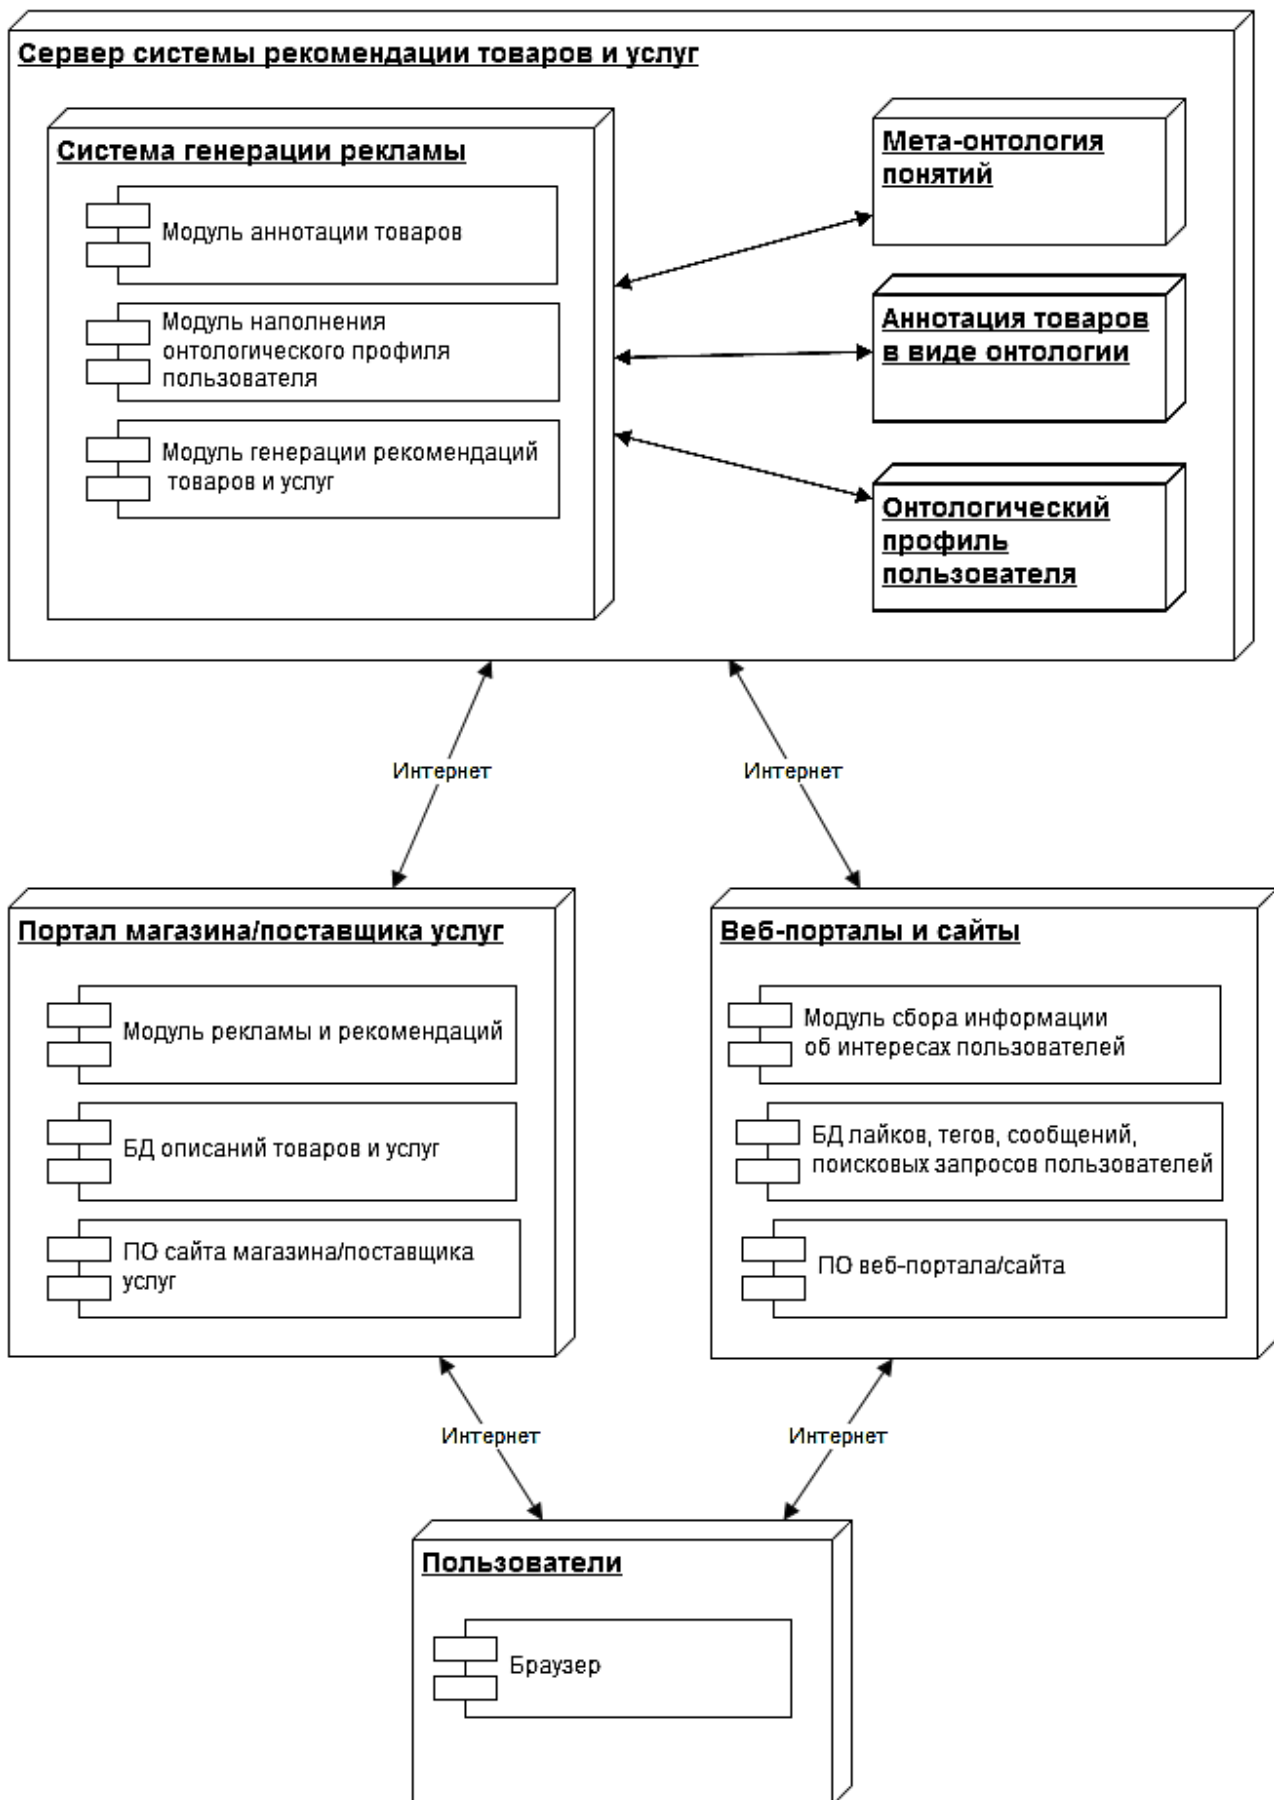 Сервер системы рекомендации товаров и услуг
Система генерации рекламы
Модуль аннотации товаров
Модуль наполнения
онтологического профиля
пользователя
Модуль генерации рекомендаций
товаров и услуг
Мета-онтология
понятий
Аннотация товаров
в виде онтологии
Онтологический
профиль
пользователя
Интернет
Интернет
Портал магазина/поставщика услуг
Модуль рекламы и рекомендаций
БД описаний товаров и услуг
ПО сайта магазина/поставщика
услуг
Веб-порталы и сайты
Модуль сбора информации
об интересах пользователей
БД лайков, тегов, сообщений,
поисковых запросов пользователей
ПО веб-портала/сайта
Интернет
Интернет
Пользователи
Браузер